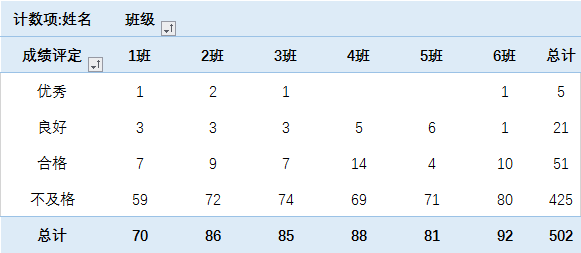 计数项:姓名 班级
成绩评定 1班 2班 3班 4班 5班 6班 总计
优秀 1 2 1 1 5
良好 3 3 3 5 6 1 21
合格 7 9 7 14 4 10 51
不及格 59 72 74 69 71 80 425
总计 70 86 85 88 81 92 502